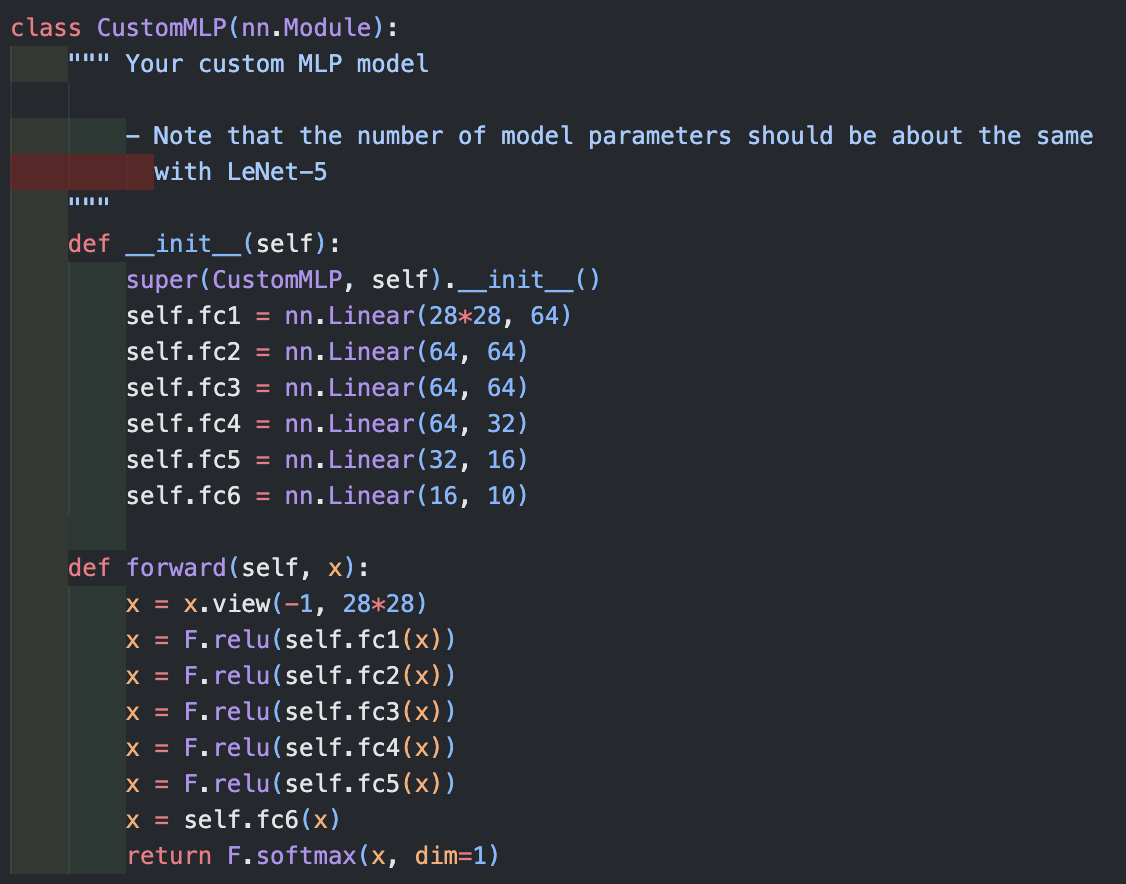 class CustomMLP(nn.Module):
    """ Your custom MLP model

        - Note that the number of model parameters should be about the same
          with LeNet-5
    """
    def __init__(self):
        super(CustomMLP, self).__init__()
        self.fc1 = nn.Linear(28*28, 64)
        self.fc2 = nn.Linear(64, 64)
        self.fc3 = nn.Linear(64, 64)
        self.fc4 = nn.Linear(64, 32)
        self.fc5 = nn.Linear(32, 16)
        self.fc6 = nn.Linear(16, 10)

    def forward(self, x):
        x = x.view(-1, 28*28)
        x = F.relu(self.fc1(x))
        x = F.relu(self.fc2(x))
        x = F.relu(self.fc3(x))
        x = F.relu(self.fc4(x))
        x = F.relu(self.fc5(x))
        x = self.fc6(x)
        return F.softmax(x, dim=1)